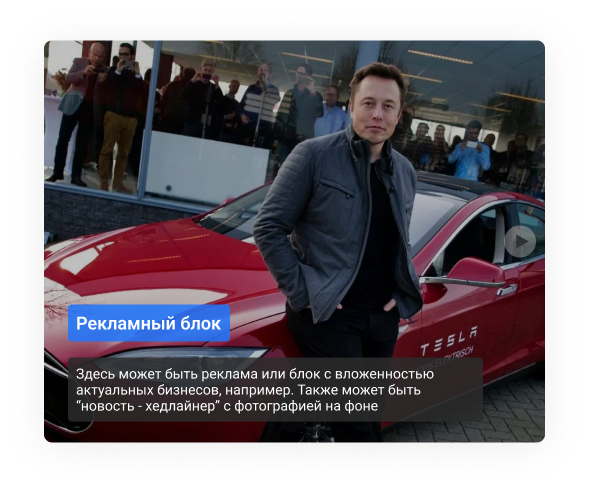 TESLA
ELEKTRISCH
Рекламный блок
Здесь может быть реклама или блок с вложенностью
актуальных бизнесов, например. Также может быть
“новость - хедлайнер” с фотографией на фоне